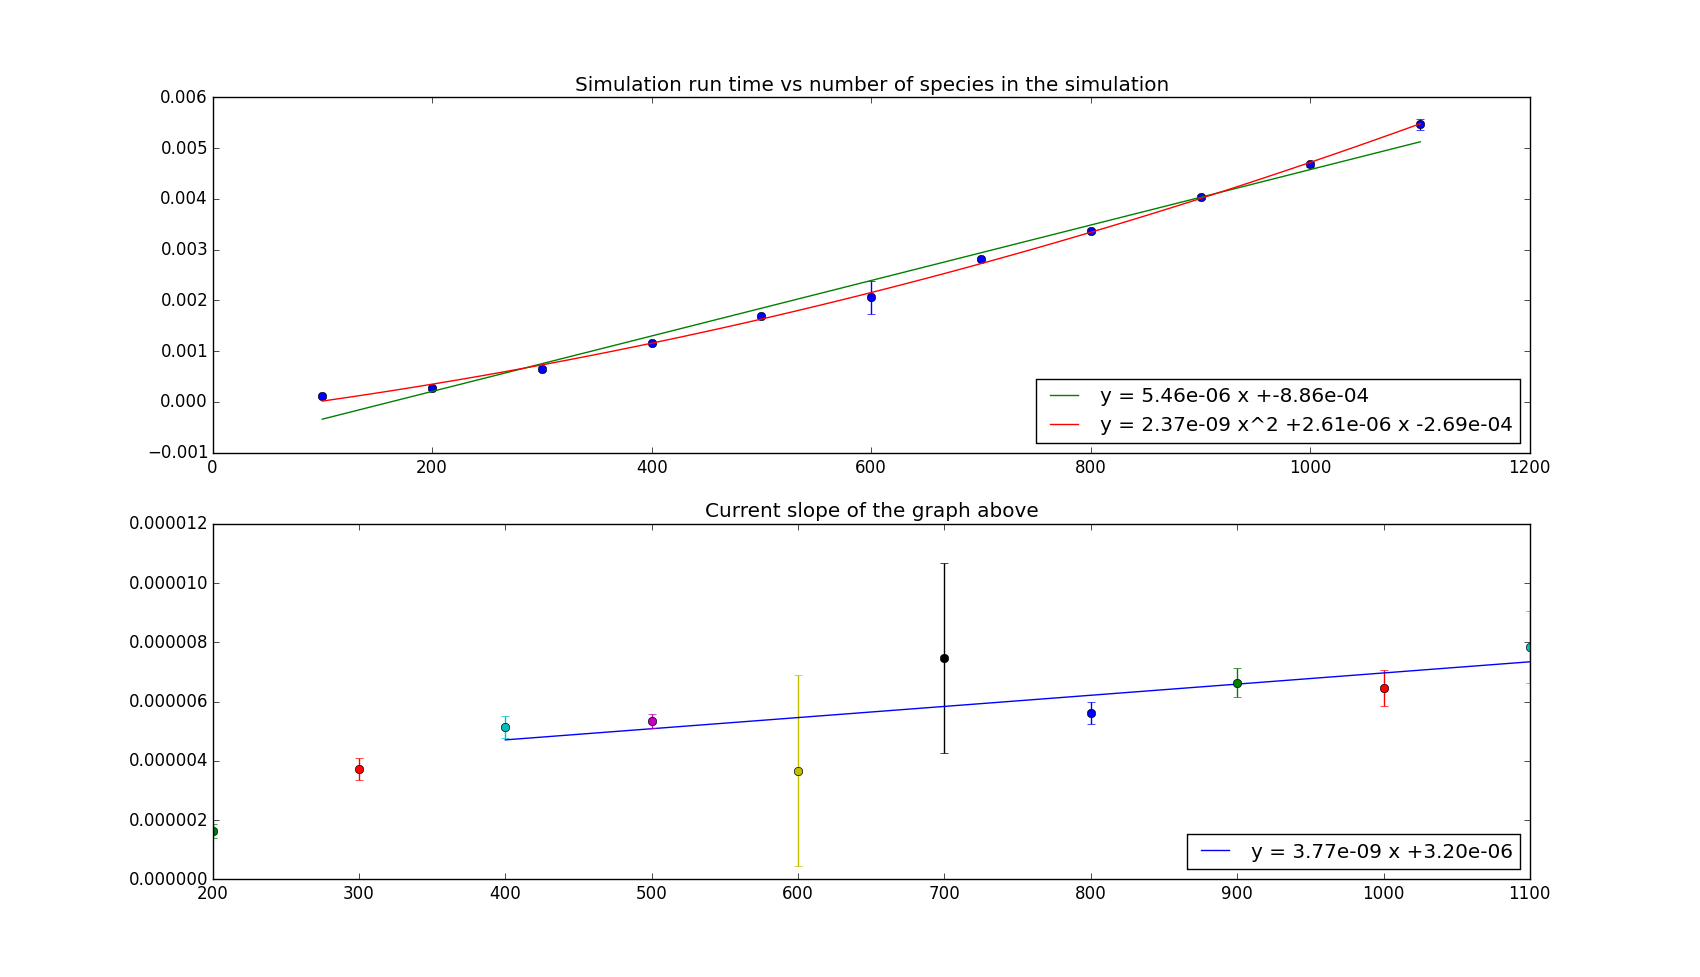 Simulation run time vs number of species in the simulation
0.006
0.005
0.004
0.003
0.002
0.001
0.000
−0.001
0 200 400 600 800 1000 1200
y = 5.46e-06 x +-8.86e-04
y = 2.37e-09 x^2 +2.61e-06 x -2.69e-04
Current slope of the graph above
0.000012
0.000010
0.000008
0.000006
0.000004
0.000002
0.000000
200 300 400 500 600 700 800 900 1000 1100
y = 3.77e-09 x +3.20e-06